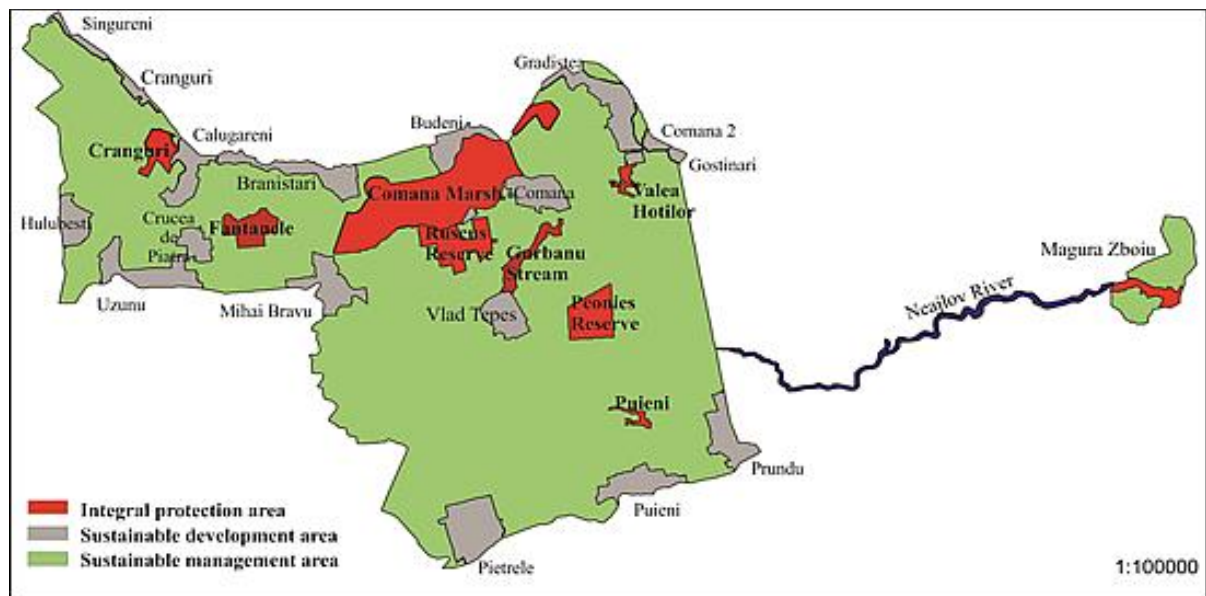 Singureni
Cranguri
Gradistea
Calugareni
Budeni
Comana 2
Gostinari
Cranguri
Branistari
Comana Marsh
Comana
Valea
Hotilor
Hulubesti
Crucea
de
Piatra
Fantanele
Ruscus
Reserve
Gurbanu
Stream
Magura Zboiu
Neajlov River
Uzunu
Mihai Bravu
Vlad Tepes
Peonies
Reserve
Puieni
Prundu
Puieni
Pietrele
Integral protection area
Sustainable development area
Sustainable management area
1:100000